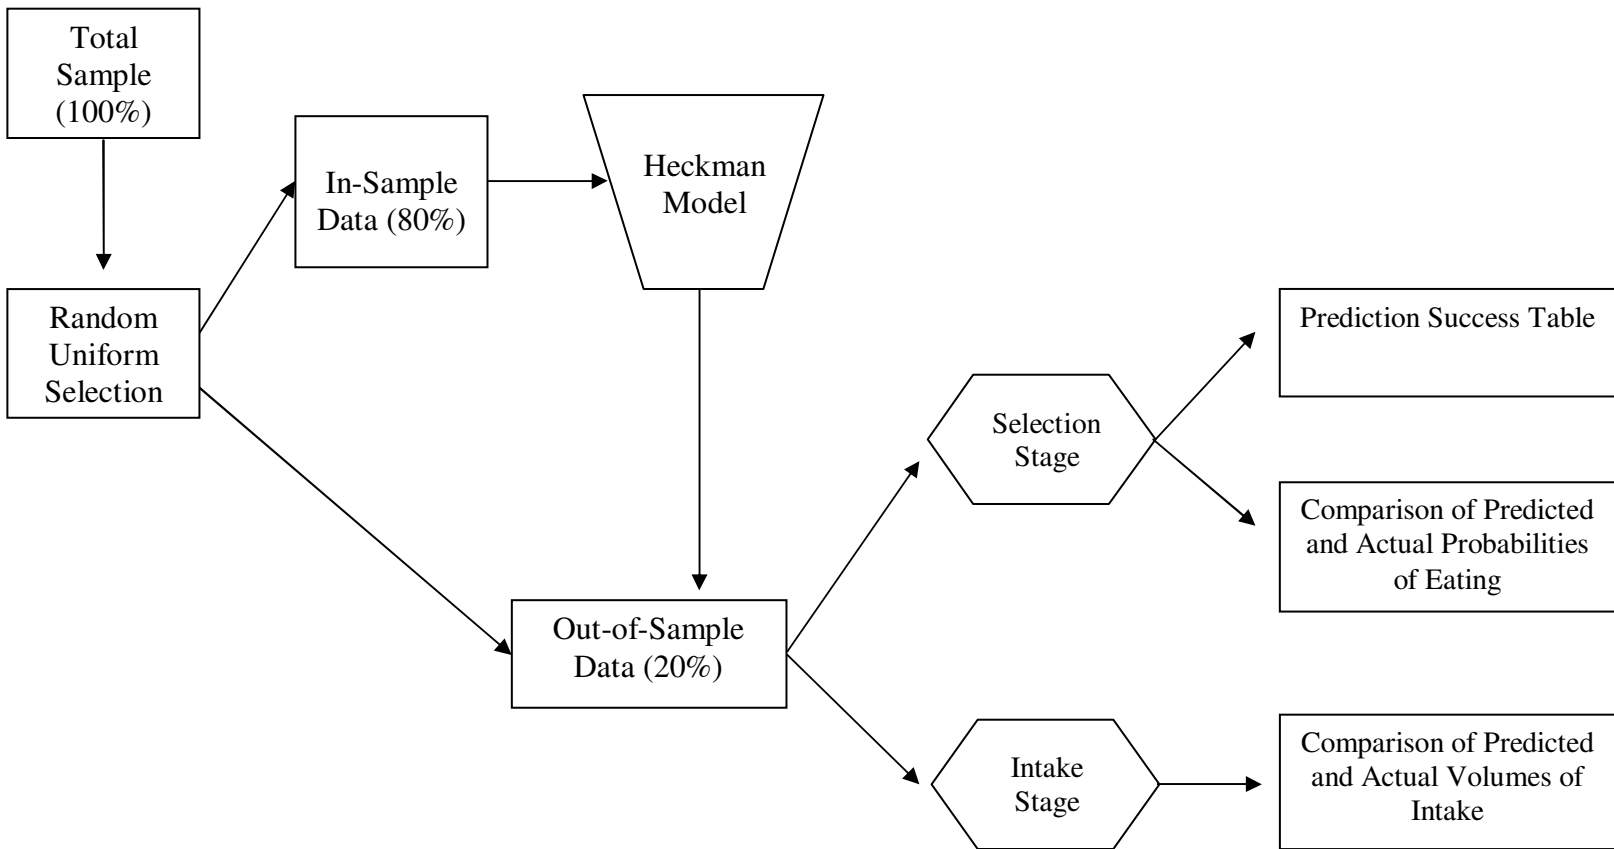 Total
Sample
(100%)
In-Sample
Data (80%)
Heckman
Model
Random
Uniform
Selection
Prediction Success Table
Selection
Stage
Comparison of Predicted
and Actual Probabilities
of Eating
Out-of-Sample
Data (20%)
Intake
Stage
Comparison of Predicted
and Actual Volumes of
Intake